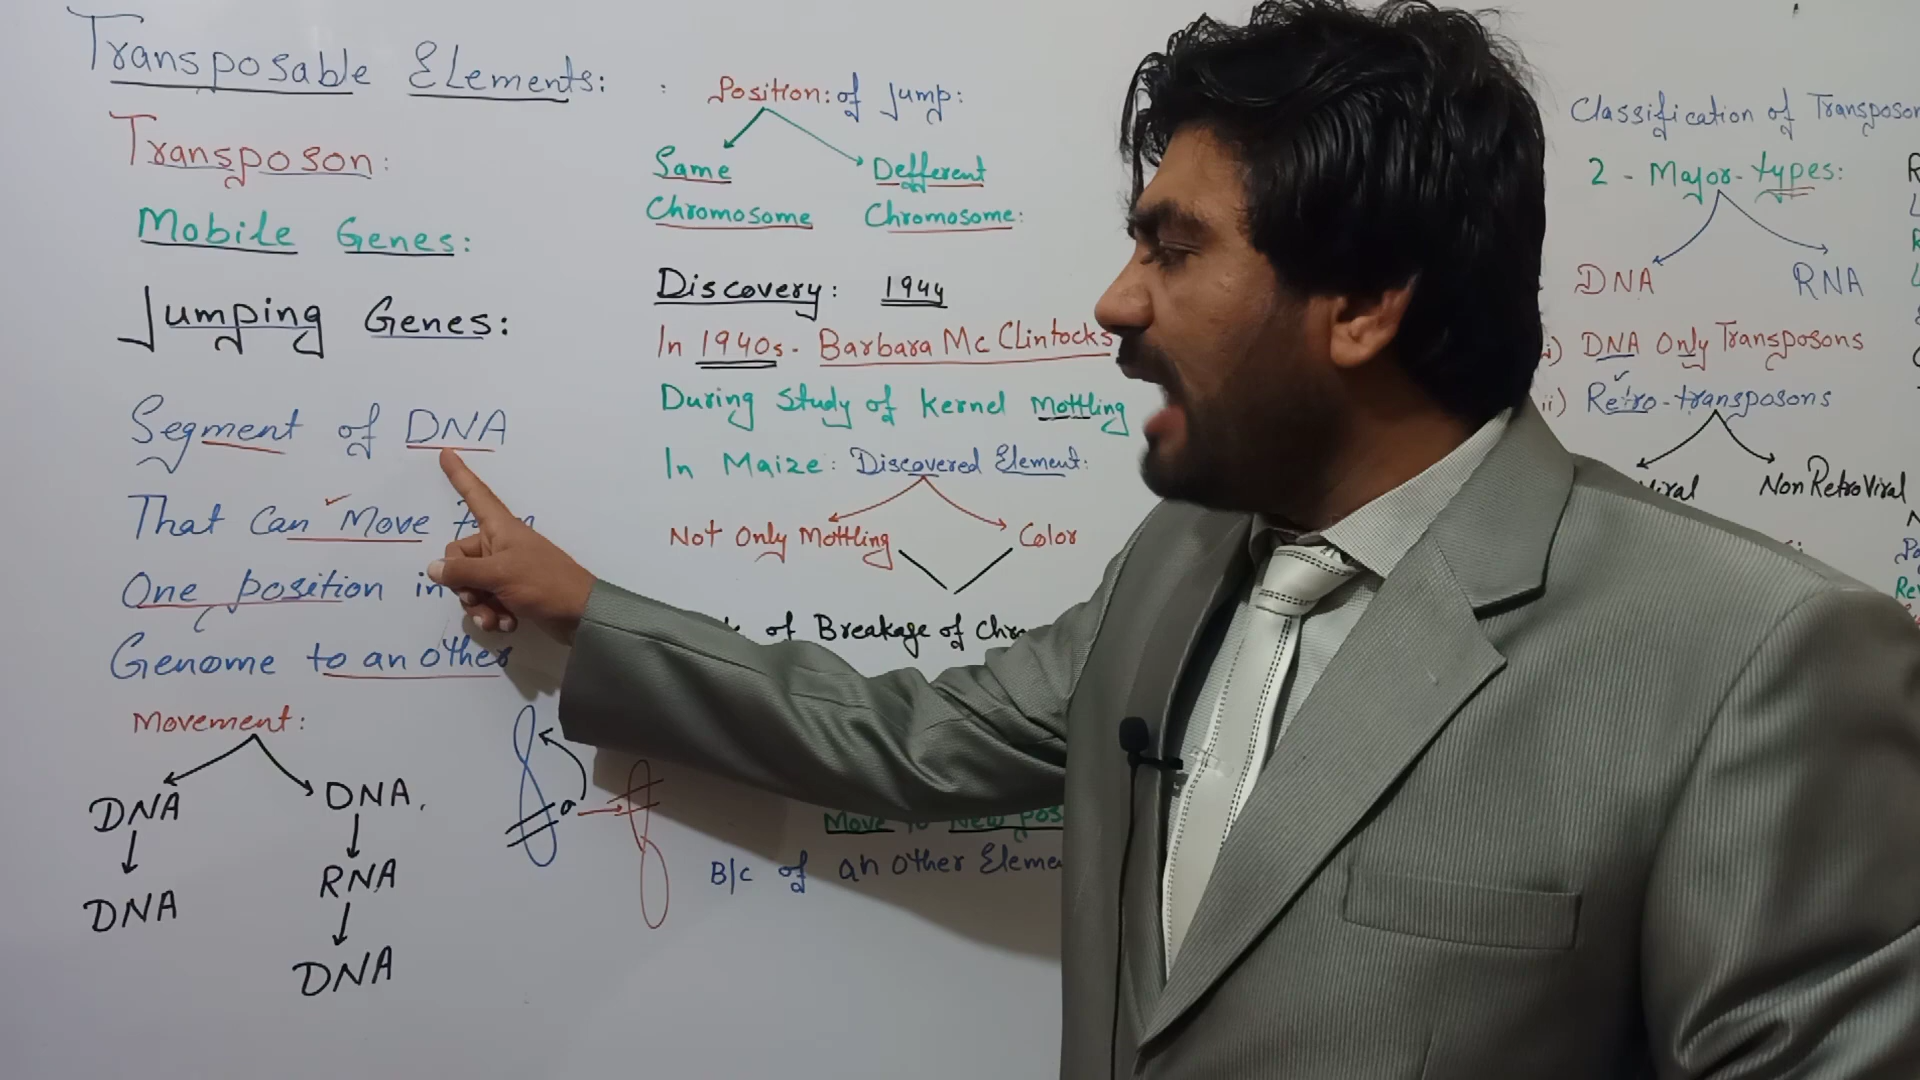 Transposable Elements:
Transposon:
Mobile Genes:
Jumping Genes:
Segment of DNA
That Can Move
One position in
Genome to an other
Movement:
DNA
DNA
DNA.
RNA
DNA
Position: of Jump:
Same
Chromosome
Defferent
Chromosome:
Discovery: 1944
In 1940s - Barbara Mc Clintocks
During Study of Kernel Mottling
In Maize: Discovered Element:
Not Only Mottling
Color
of Breakage of
Move to New
B/c of an other
Classification of
2 - Major - types:
DNA
RNA
i) DNA Only Transposons
ii) Retro-transposons
Non RetroViral